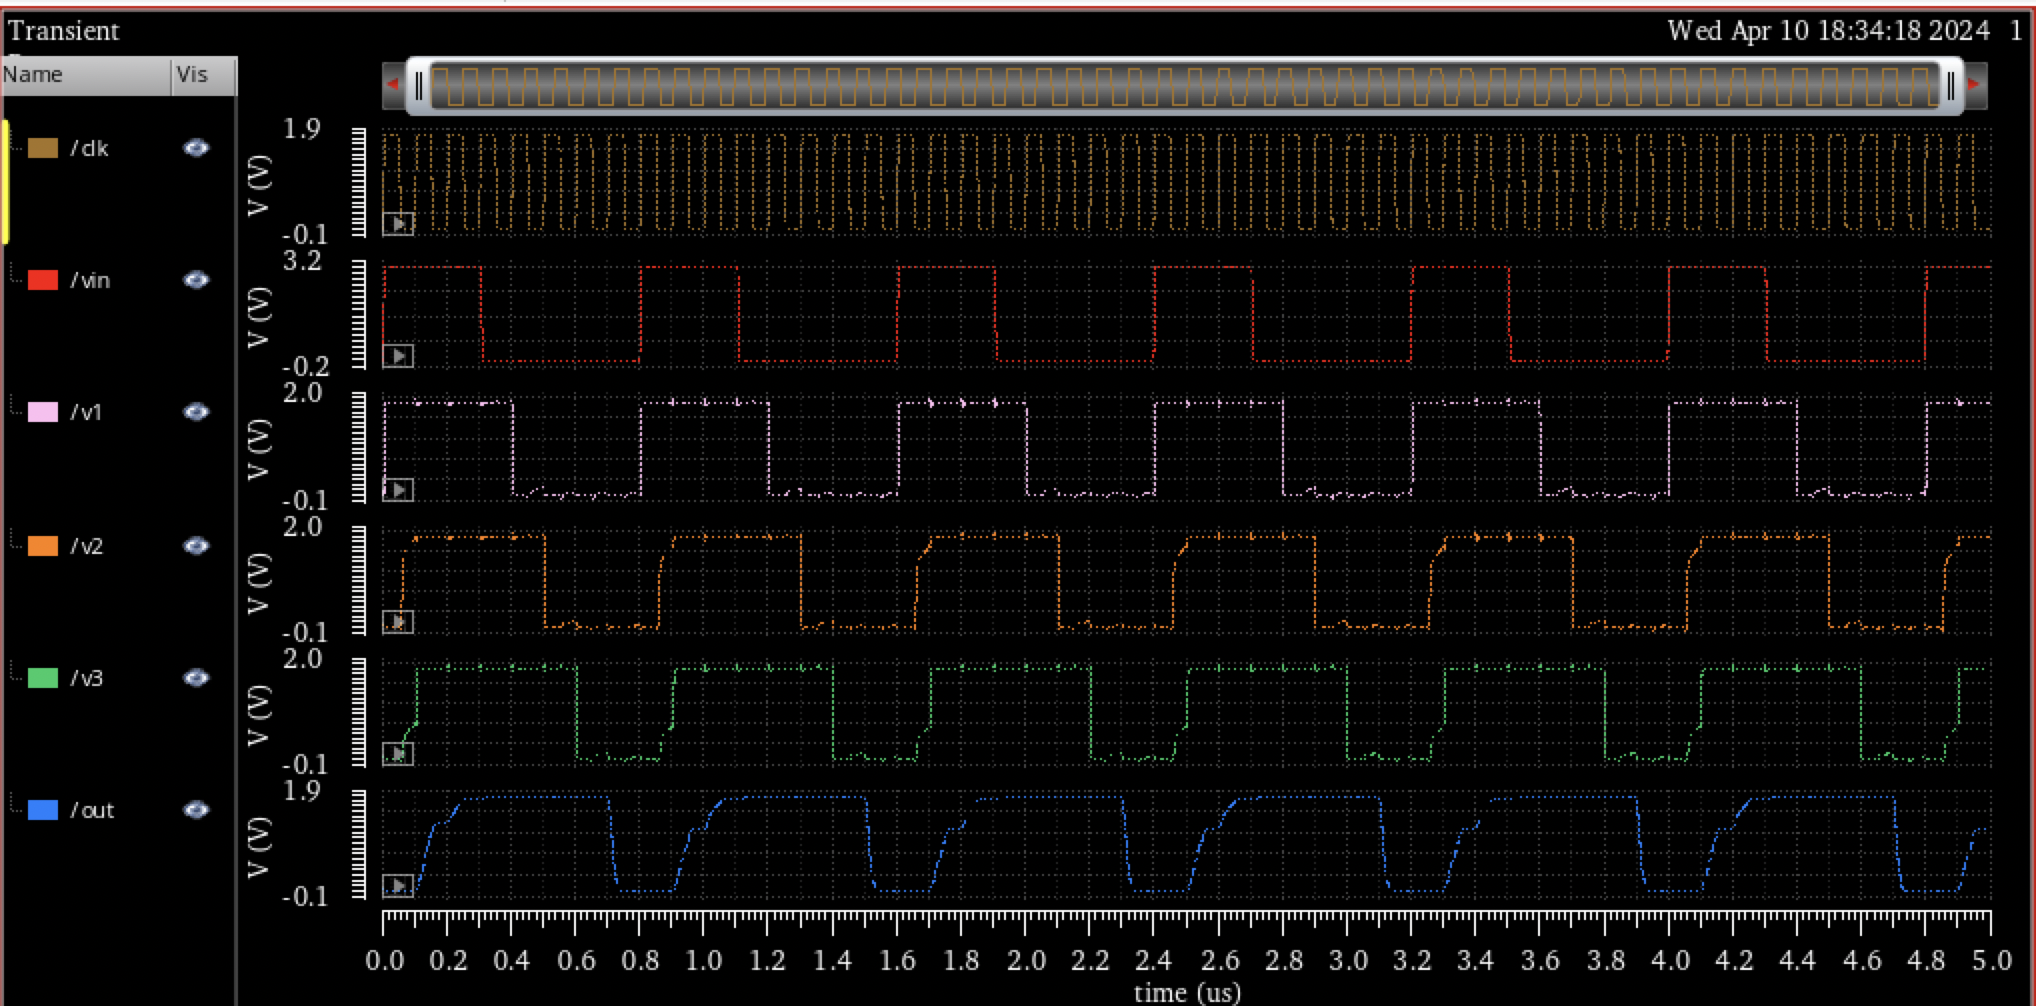 Transient
Wed Apr 10 18:34:18 2024 1
Name Vis
/clk
1.9
V (V)
-0.1
/vin
3.2
V (V)
-0.2
/v1
2.0
V (V)
-0.1
/v2
2.0
V (V)
-0.1
/v3
2.0
V (V)
-0.1
/out
1.9
V (V)
-0.1
0.0 0.2 0.4 0.6 0.8 1.0 1.2 1.4 1.6 1.8 2.0 2.2 2.4 2.6 2.8 3.0 3.2 3.4 3.6 3.8 4.0 4.2 4.4 4.6 4.8 5.0
time (us)